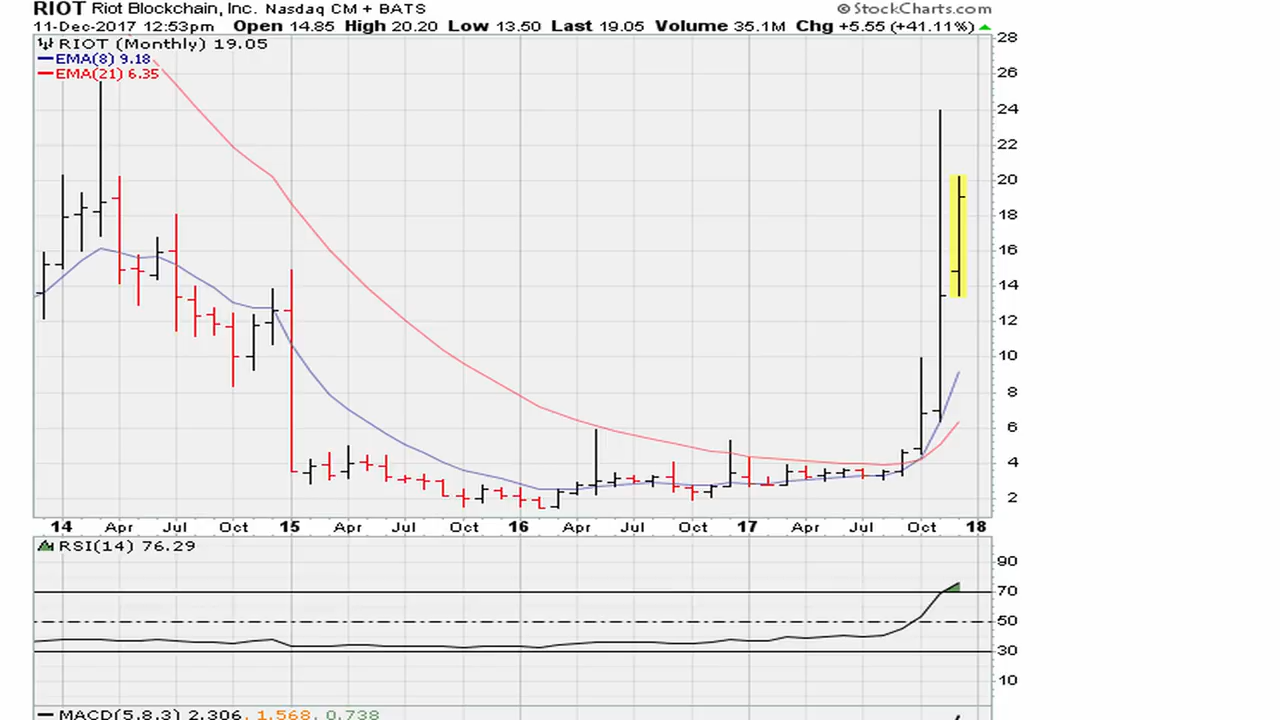 RIOT Riot Blockchain, Inc. Nasdaq CM + BATS © StockCharts.com
11-Dec-2017 12:53pm Open 14.85 High 20.20 Low 13.50 Last 19.05 Volume 35.1M Chg +5.55 (+41.11%)
RIOT (Monthly) 19.05
EMA(8) 9.18
EMA(21) 6.35
28
26
24
22
20
18
16
14
12
10
8
6
4
2
14 Apr Jul Oct 15 Apr Jul Oct 16 Apr Jul Oct 17 Apr Jul Oct 18
RSI(14) 76.29
90
70
50
30
10
MACD(5,8,3) 2.306, 1.568, 0.738